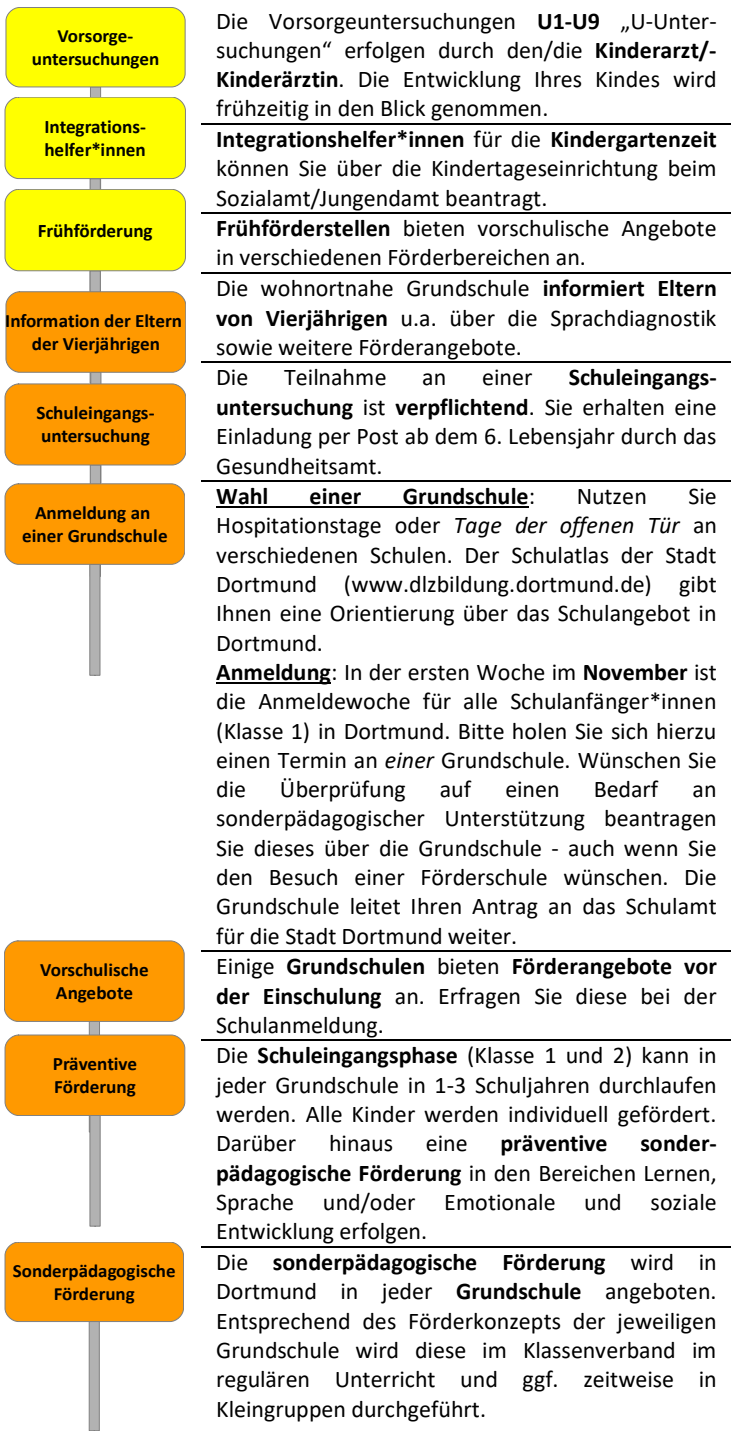 Vorsorge-
untersuchungen
Die Vorsorgeuntersuchungen U1-U9 „U-Unter-
suchungen“ erfolgen durch den/die Kinderarzt/-
Kinderärztin. Die Entwicklung Ihres Kindes wird
frühzeitig in den Blick genommen.
Integrations-
helfer*innen
Integrationshelfer*innen für die Kindergartenzeit
können Sie über die Kindertageseinrichtung beim
Sozialamt/Jungendamt beantragt.
Frühförderung
Frühförderstellen bieten vorschulische Angebote
in verschiedenen Förderbereichen an.
Information der Eltern
der Vierjährigen
Die wohnortnahe Grundschule informiert Eltern
von Vierjährigen u.a. über die Sprachdiagnostik
sowie weitere Förderangebote.
Schuleingangs-
untersuchung
Die Teilnahme an einer Schuleingangs-
untersuchung ist verpflichtend. Sie erhalten eine
Einladung per Post ab dem 6. Lebensjahr durch das
Gesundheitsamt.
Anmeldung an
einer Grundschule
Wahl einer Grundschule: Nutzen Sie
Hospitationstage oder Tage der offenen Tür an
verschiedenen Schulen. Der Schulatlas der Stadt
Dortmund (www.dlzbildung.dortmund.de) gibt
Ihnen eine Orientierung über das Schulangebot in
Dortmund.
Anmeldung: In der ersten Woche im November ist
die Anmeldewoche für alle Schulanfänger*innen
(Klasse 1) in Dortmund. Bitte holen Sie sich hierzu
einen Termin an einer Grundschule. Wünschen Sie
die Überprüfung auf einen Bedarf an
sonderpädagogischer Unterstützung beantragen
Sie dieses über die Grundschule - auch wenn Sie
den Besuch einer Förderschule wünschen. Die
Grundschule leitet Ihren Antrag an das Schulamt
für die Stadt Dortmund weiter.
Vorschulische
Angebote
Einige Grundschulen bieten Förderangebote vor
der Einschulung an. Erfragen Sie diese bei der
Schulanmeldung.
Präventive
Förderung
Die Schuleingangsphase (Klasse 1 und 2) kann in
jeder Grundschule in 1-3 Schuljahren durchlaufen
werden. Alle Kinder werden individuell gefördert.
Darüber hinaus eine präventive sonder-
pädagogische Förderung in den Bereichen Lernen,
Sprache und/oder Emotionale und soziale
Entwicklung erfolgen.
Sonderpädagogische
Förderung
Die sonderpädagogische Förderung wird in
Dortmund in jeder Grundschule angeboten.
Entsprechend des Förderkonzepts der jeweiligen
Grundschule wird diese im Klassenverband im
regulären Unterricht und ggf. zeitweise in
Kleingruppen durchgeführt.